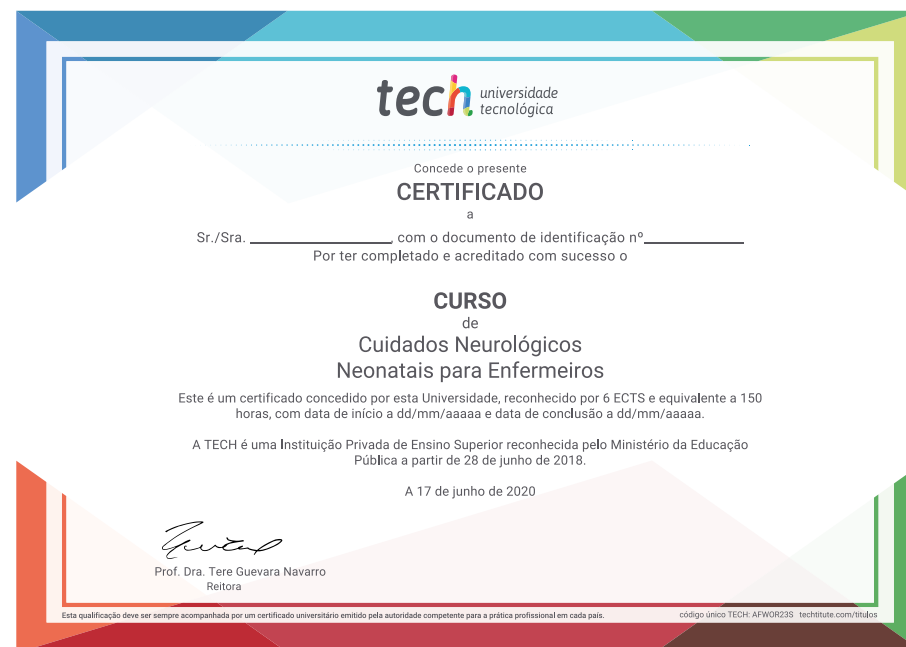 tech universidade
tecnológica
Concede o presente
CERTIFICADO
a
Sr./Sra. ________________, com o documento de identificação nº____________
Por ter completado e acreditado com sucesso o
CURSO
de
Cuidados Neurológicos
Neonatais para Enfermeiros
Este é um certificado concedido por esta Universidade, reconhecido por 6 ECTS e equivalente a 150
horas, com data de início a dd/mm/aaaaa e data de conclusão a dd/mm/aaaaa.
A TECH é uma Instituição Privada de Ensino Superior reconhecida pelo Ministério da Educação
Pública a partir de 28 de junho de 2018.
A 17 de junho de 2020
Prof. Dra. Tere Guevara Navarro
Reitora
Esta qualificação deve ser sempre acompanhada por um certificado universitário emitido pela autoridade competente para a prática profissional em cada país.
código único TECH: AFWOR23S techtitute.com/titulos